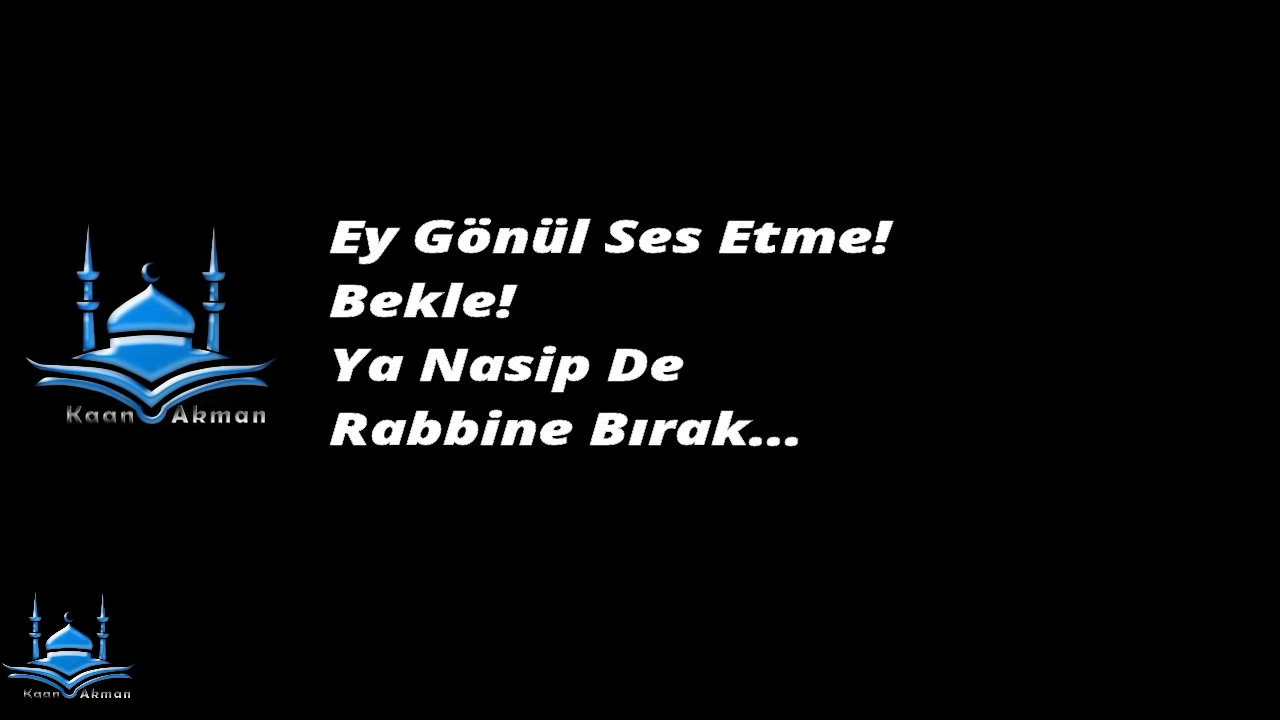 Ey Gönül Ses Etme!
Bekle!
Ya Nasip De
Rabbine Bırak...
Kaan Akman
Kaan Akman